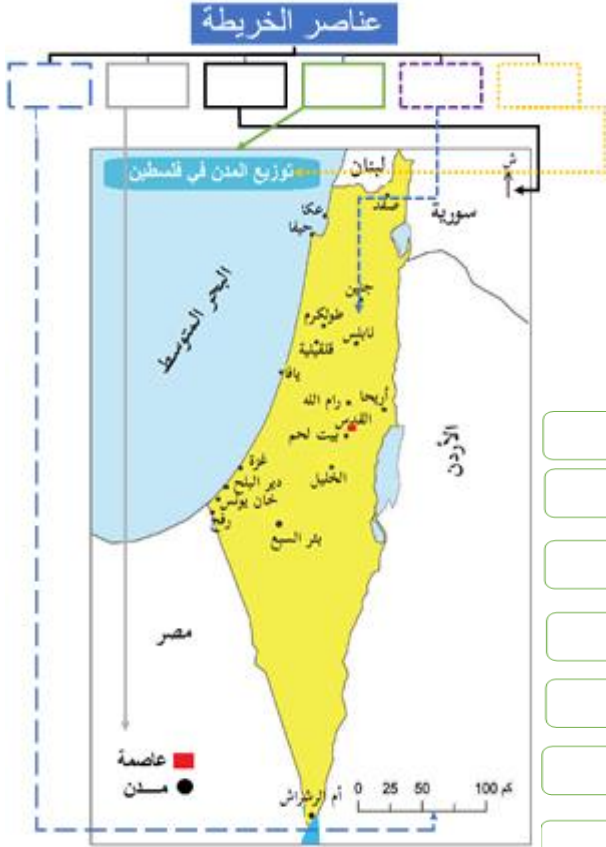 عناصر الخريطة
توزيع المدن في فلسطين
لبنان
ش
صفد
سورية
عكا
حيفا
البحر المتوسط
جنين
طولكرم
نابلس
قلقيلية
يافا
أريحا
رام الله
القدس
بيت لحم
الأردن
غزة
الخليل
دير البلح
خان يونس
رفح
بئر السبع
مصر
عاصمة
مدن
أم الرشراش
0 25 50 100 كم